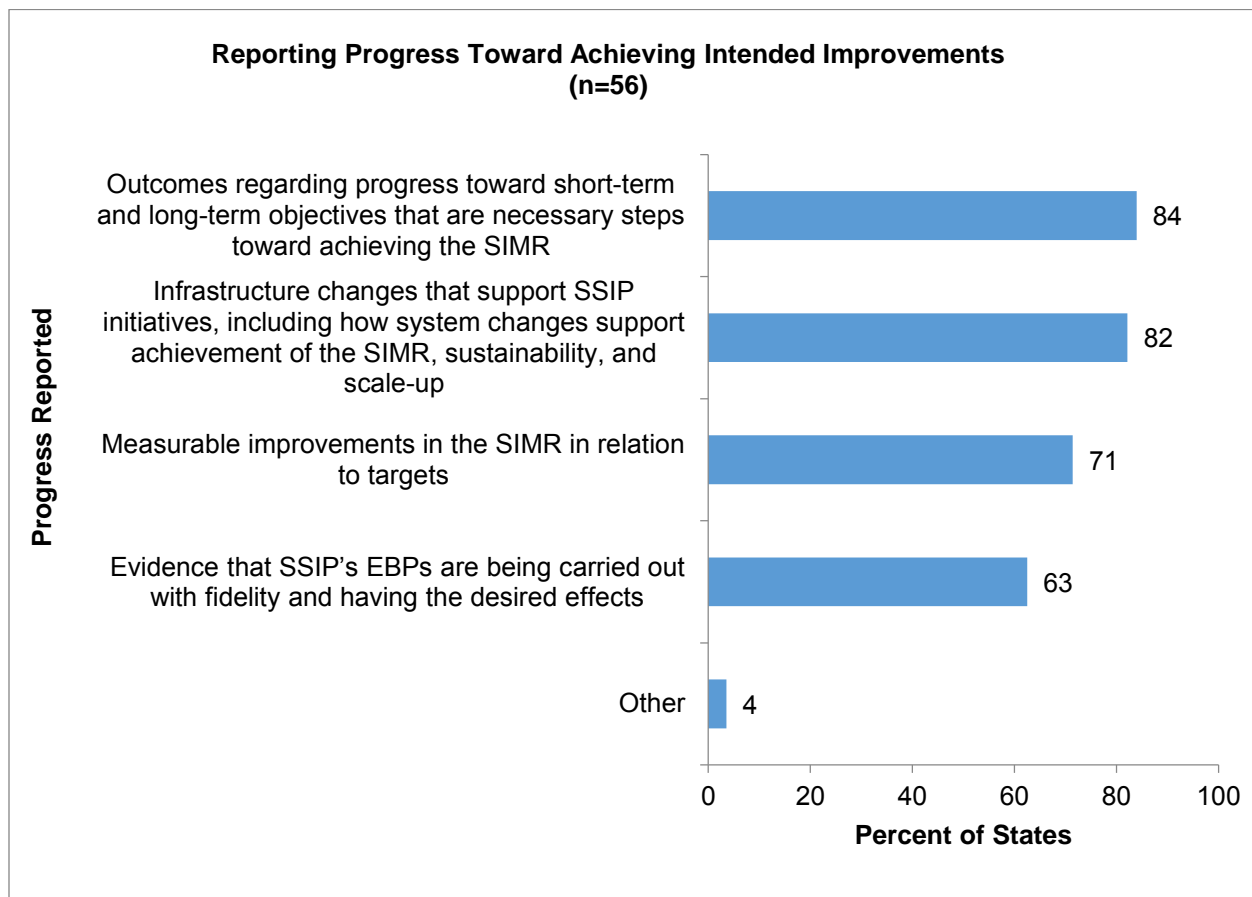 Reporting Progress Toward Achieving Intended Improvements
(n=56)
Progress Reported
Outcomes regarding progress toward short-term
and long-term objectives that are necessary steps
toward achieving the SIMR
84
Infrastructure changes that support SSIP
initiatives, including how system changes support
achievement of the SIMR, sustainability, and
scale-up
82
Measurable improvements in the SIMR in relation
to targets
71
Evidence that SSIP's EBPs are being carried out
with fidelity and having the desired effects
63
Other
4
0 20 40 60 80 100
Percent of States